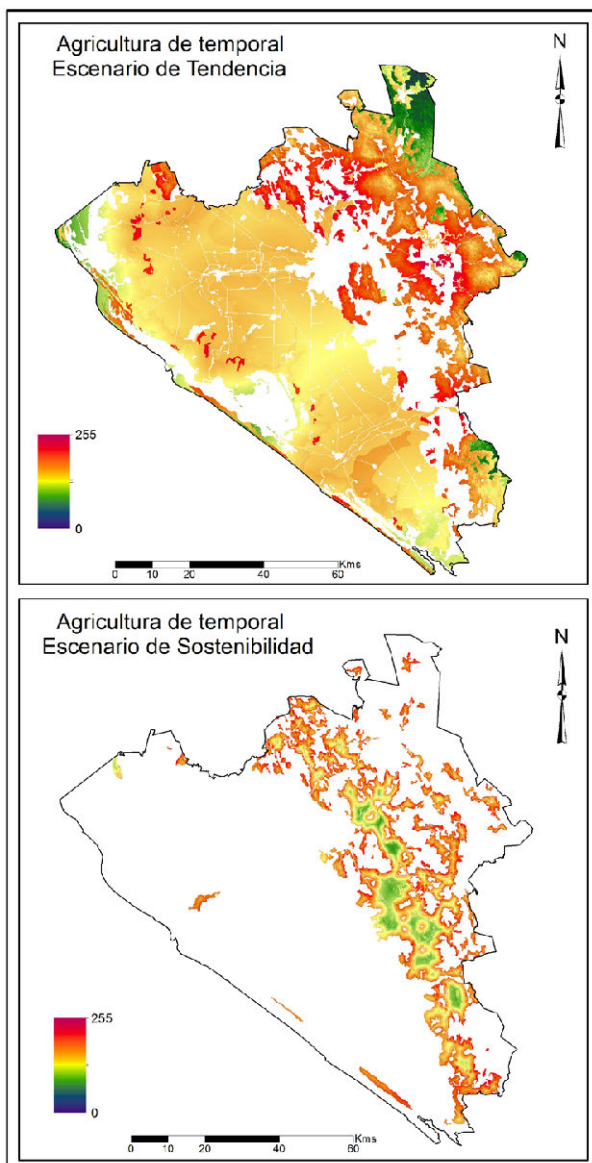 Agricultura de temporal
Escenario de Tendencia
N
255
0
Kms
0 10 20 40 60
Agricultura de temporal
Escenario de Sostenibilidad
N
255
0
Kms
0 10 20 40 60